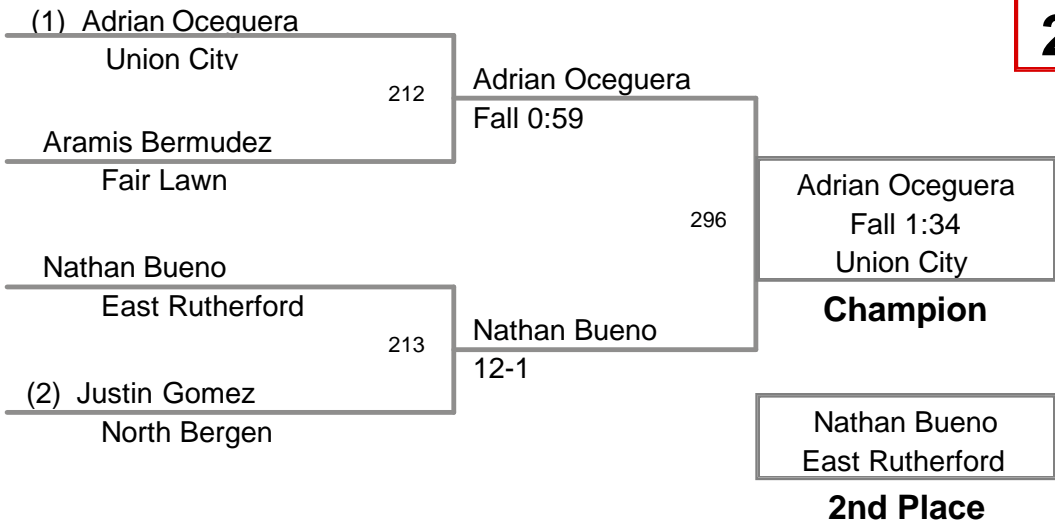 (1) Adrian Oceguera
Union City
212
Aramis Bermudez
Fair Lawn
Adrian Oceguera
Fall 0:59
Nathan Bueno
East Rutherford
213
(2) Justin Gomez
North Bergen
Nathan Bueno
12-1
296
Adrian Oceguera
Fall 1:34
Union City
Champion
Nathan Bueno
East Rutherford
2nd Place